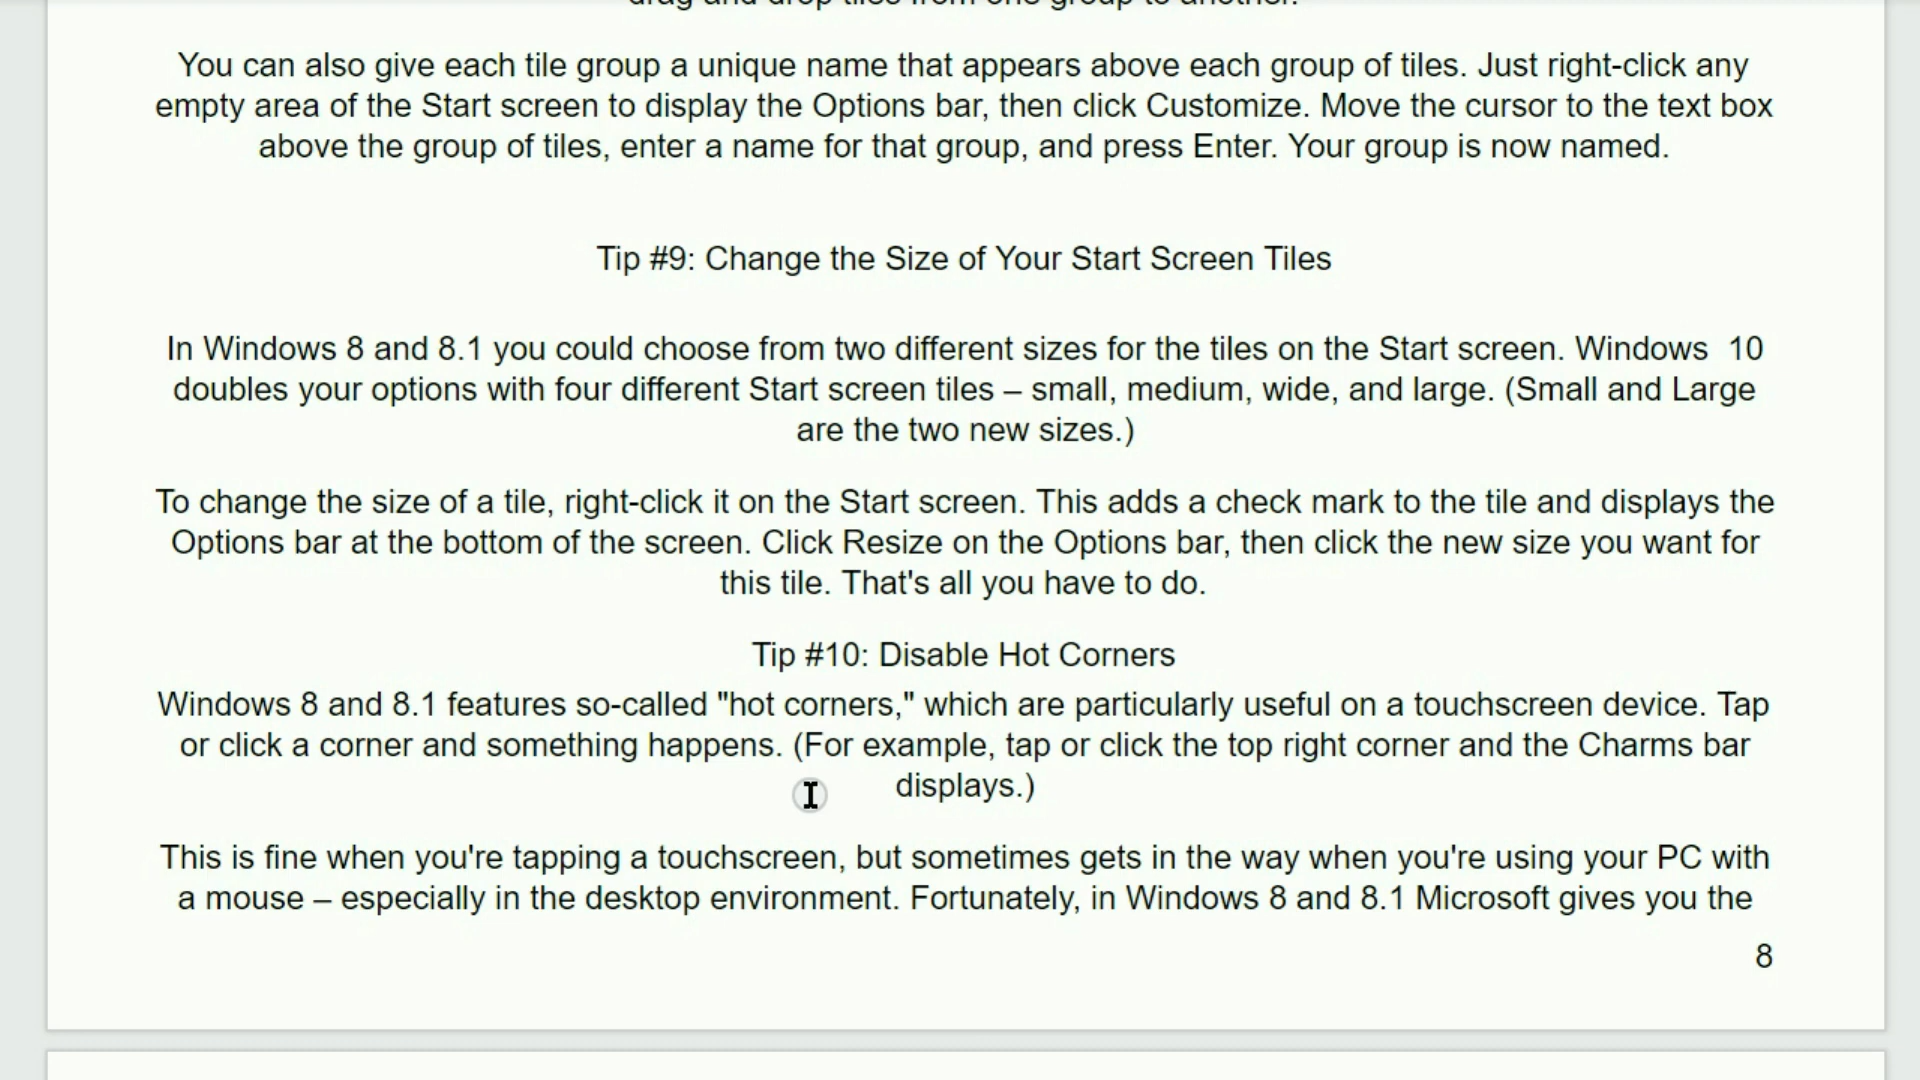 drag and drop tiles from one group to another.
You can also give each tile group a unique name that appears above each group of tiles. Just right-click any
empty area of the Start screen to display the Options bar, then click Customize. Move the cursor to the text box
above the group of tiles, enter a name for that group, and press Enter. Your group is now named.
Tip #9: Change the Size of Your Start Screen Tiles
In Windows 8 and 8.1 you could choose from two different sizes for the tiles on the Start screen. Windows  10
doubles your options with four different Start screen tiles – small, medium, wide, and large. (Small and Large
are the two new sizes.)
To change the size of a tile, right-click it on the Start screen. This adds a check mark to the tile and displays the
Options bar at the bottom of the screen. Click Resize on the Options bar, then click the new size you want for
this tile. That's all you have to do.
Tip #10: Disable Hot Corners
Windows 8 and 8.1 features so-called "hot corners," which are particularly useful on a touchscreen device. Tap
or click a corner and something happens. (For example, tap or click the top right corner and the Charms bar
displays.)
This is fine when you're tapping a touchscreen, but sometimes gets in the way when you're using your PC with
a mouse – especially in the desktop environment. Fortunately, in Windows 8 and 8.1 Microsoft gives you the
8